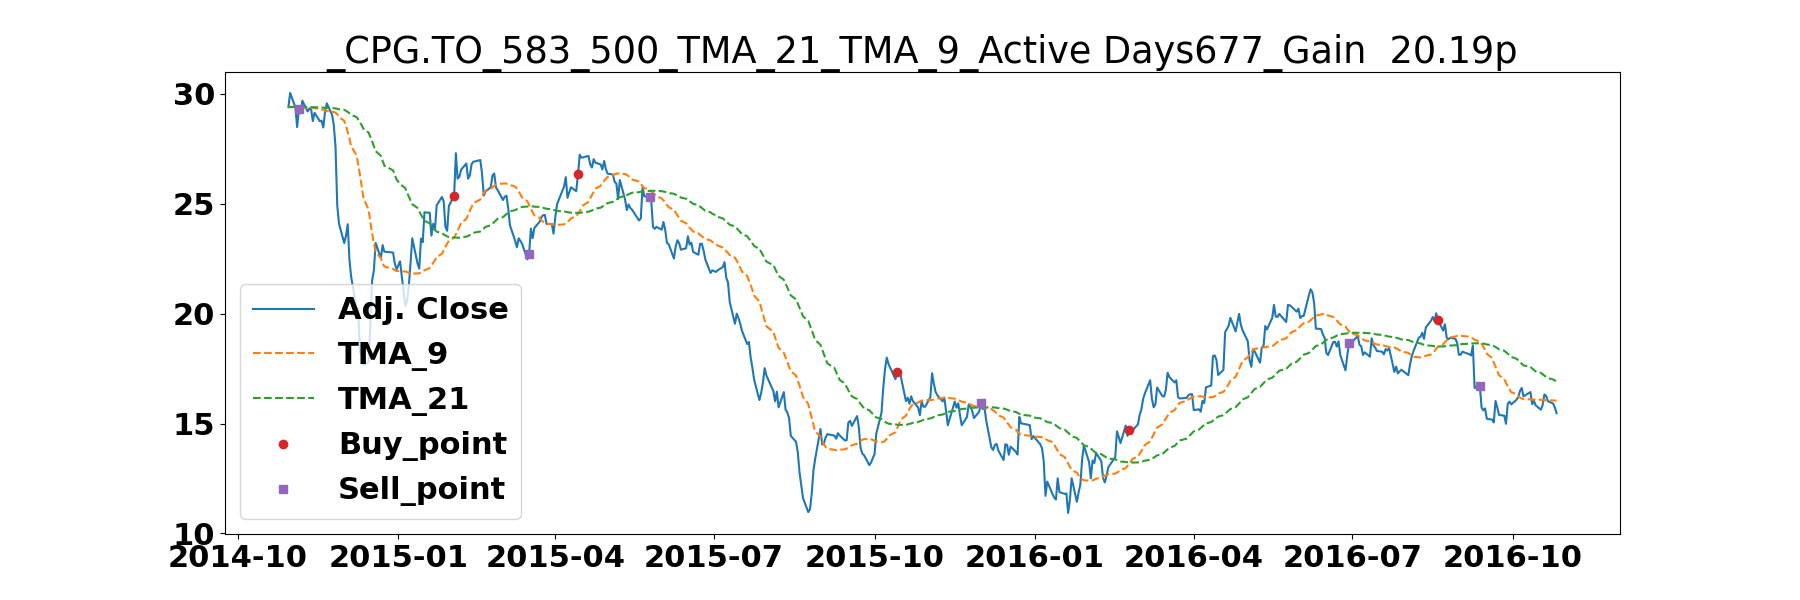 _CPG.TO_583_500_TMA_21_TMA_9_Active Days677_Gain  20.19p
30
25
20
15
10
Adj. Close
TMA_9
TMA_21
Buy_point
Sell_point
2014-10 2015-01 2015-04 2015-07 2015-10 2016-01 2016-04 2016-07 2016-10